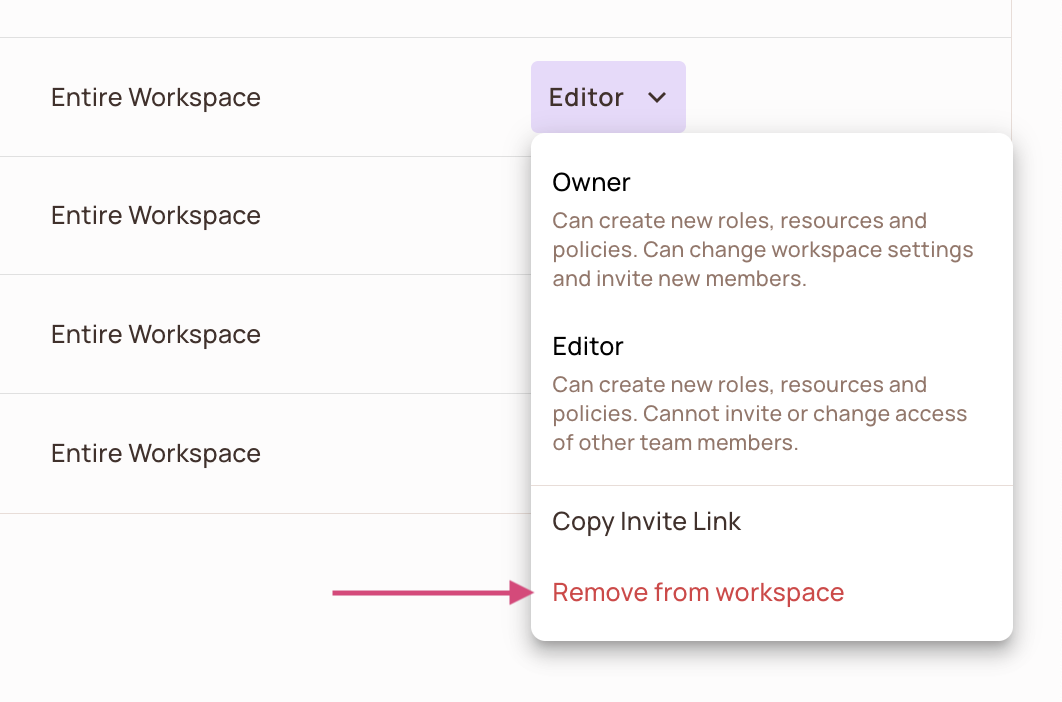 Entire Workspace
Editor
Entire Workspace
Entire Workspace
Entire Workspace
Owner
Can create new roles, resources and
policies. Can change workspace settings
and invite new members.
Editor
Can create new roles, resources and
policies. Cannot invite or change access
of other team members.
Copy Invite Link
Remove from workspace